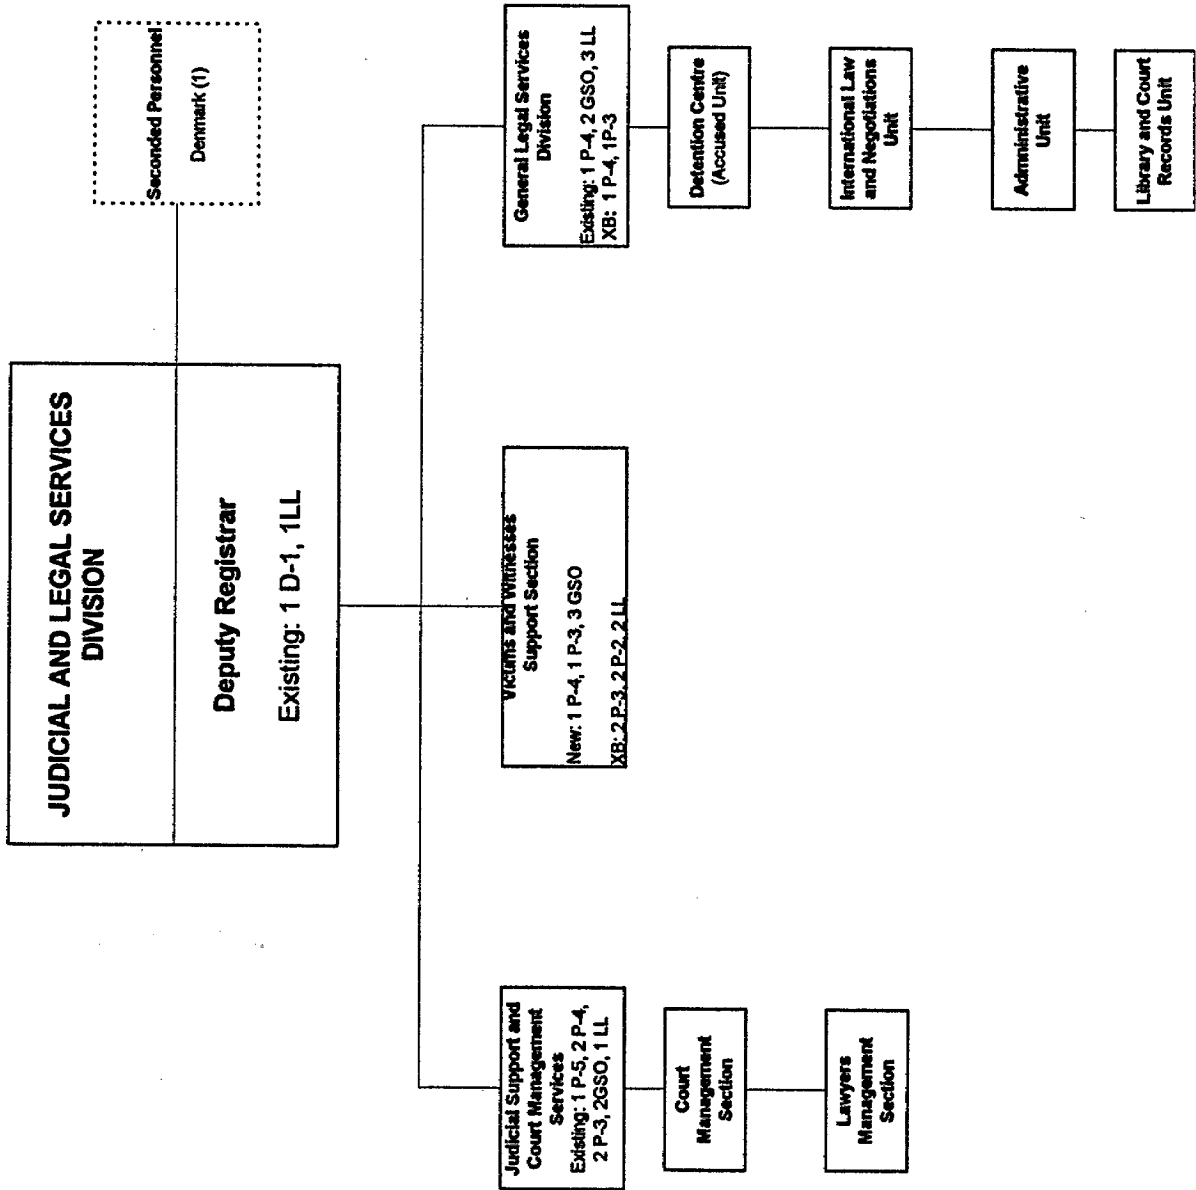 JUDICIAL AND LEGAL SERVICES
DIVISION
Deputy Registrar
Existing: 1 D-1, 1LL
Seconded Personnel
Denmark (1)
Judicial Support and
Court Management
Services
Existing: 1 P-5, 2 P-4,
2 P-3, 2GSO, 1 LL
Court
Management
Section
Lawyers
Management
Section
Victims and Witnesses
Support Section
New: 1 P-4, 1 P-3, 3 GSO
XB: 2 P-3, 2 P-2, 2 LL
General Legal Services
Division
Existing: 1 P-4, 2 GSO, 3 LL
XB: 1 P-4, 1P-3
Detention Centre
(Accused Unit)
International Law
and Negotiations
Unit
Admninistrative
Unit
Library and Court
Records Unit